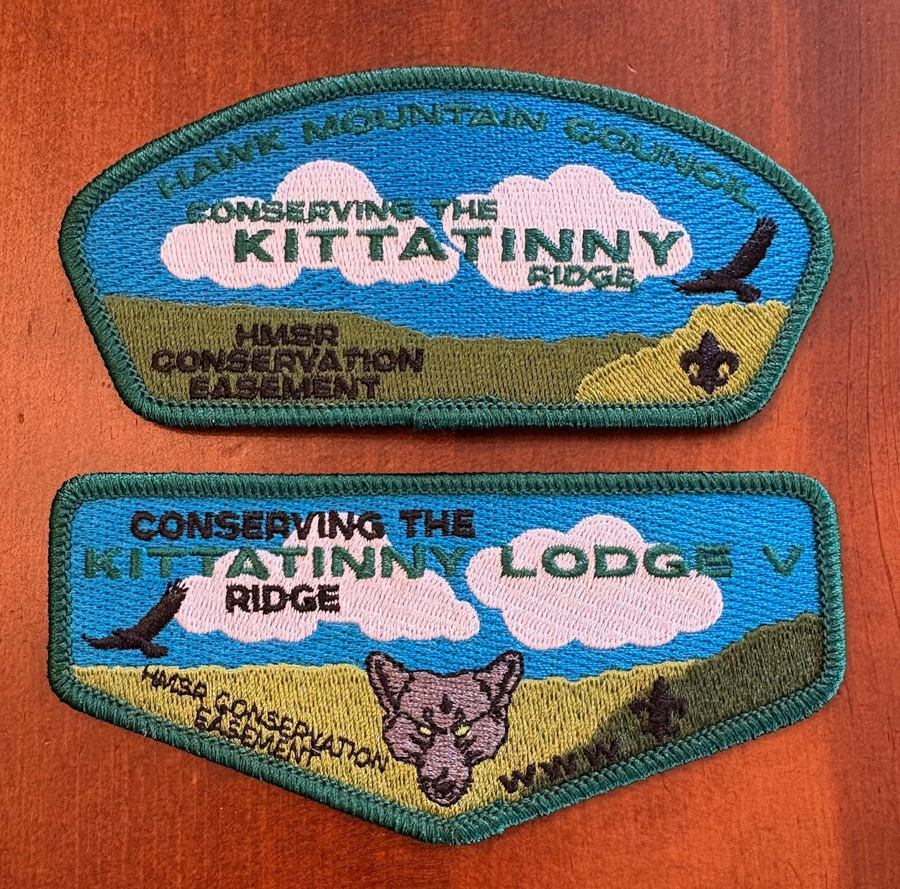 HAWK MOUNTAIN COUNCIL
CONSERVING THE
KITTATINNY
RIDGE
HMSR
CONSERVATION
EASEMENT
CONSERVING THE
KITTATINNY LODGE V
RIDGE
HMSR CONSERVATION
EASEMENT
WWW